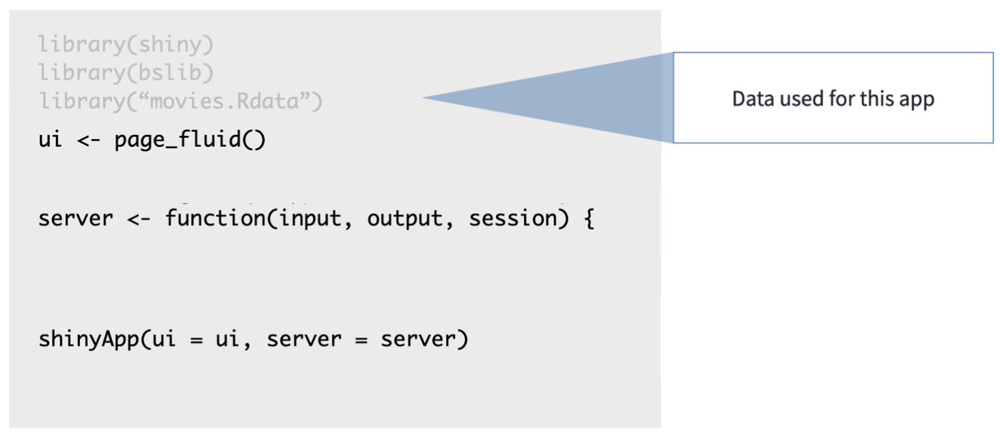 library(shiny)
library(bslib)
library(“movies.Rdata”)
Data used for this app
ui <- page_fluid()
server <- function(input, output, session) {
shinyApp(ui = ui, server = server)